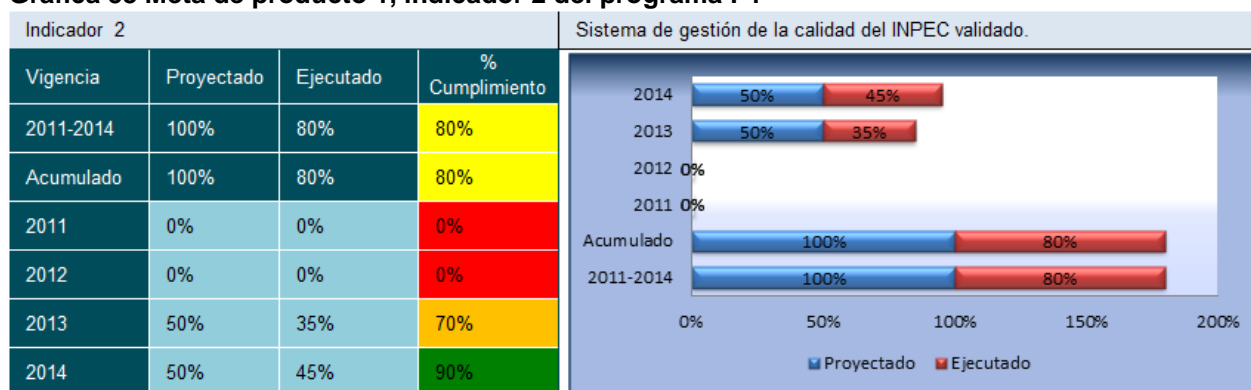 Indicador 2
Sistema de gestión de la calidad del INPEC validado.
Vigencia Proyectado Ejecutado % Cumplimiento
2011-2014 100% 80% 80%
Acumulado 100% 80% 80%
2011 0% 0% 0%
2012 0% 0% 0%
2013 50% 35% 70%
2014 50% 45% 90%
2014 50% 45%
2013 50% 35%
2012 0%
2011 0%
Acumulado 100% 80%
2011-2014 100% 80%
0% 50% 100% 150% 200%
Proyectado Ejecutado